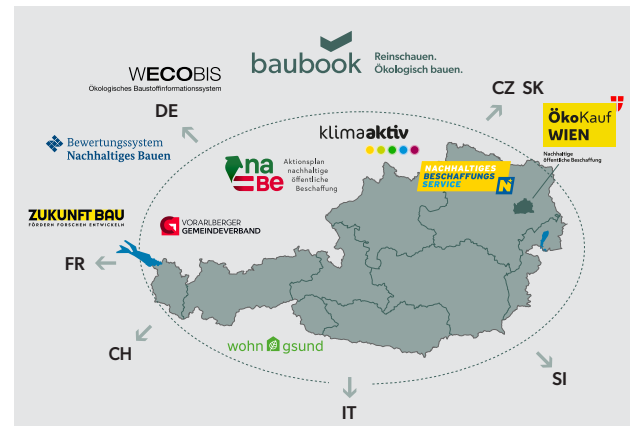 baubook
Reinschauen.
Ökologisch bauen.
WECOBIS
Ökologisches Baustoffinformationssystem
DE
CZ SK
ÖkoKauf
WIEN
Nachhaltige
öffentliche Beschaffung
Bewertungssystem
Nachhaltiges Bauen
klimaaktiv
naBe
Aktionsplan
nachhaltige
öffentliche
Beschaffung
NACHHALTIGES
BESCHAFFUNGS
SERVICE
N
ZUKUNFT BAU
FÖRDERN FORSCHEN ENTWICKELN
VORARLBERGER
GEMEINDEVERBAND
FR
CH
wohn gsund
SI
IT